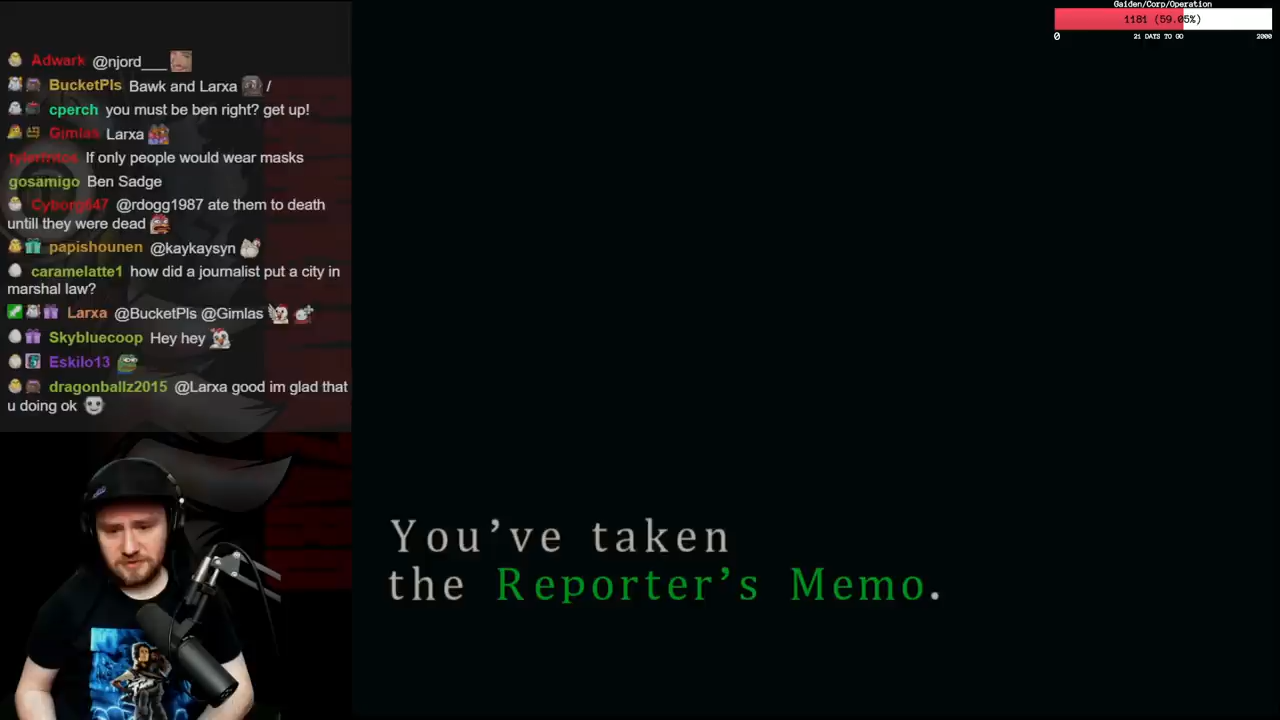 Gaiden/Corp/Operation
1181 (59.05%)
0 21 DAYS TO GO 2000
Adwark @njord___
BucketPls Bawk and Larxa /
cperch you must be ben right? get up!
Gimlas Larxa
If only people would wear masks
gosamigo Ben Sadge
Cyborg647 @rdogg1987 ate them to death
untill they were dead
papishounen @kaykaysyn
caramelatte1 how did a journalist put a city in
marshal law?
Larxa @BucketPls @Gimlas
Skybluecoop Hey hey
Eskilo13
dragonballz2015 @Larxa good im glad that
u doing ok
You've taken
the Reporter's Memo.